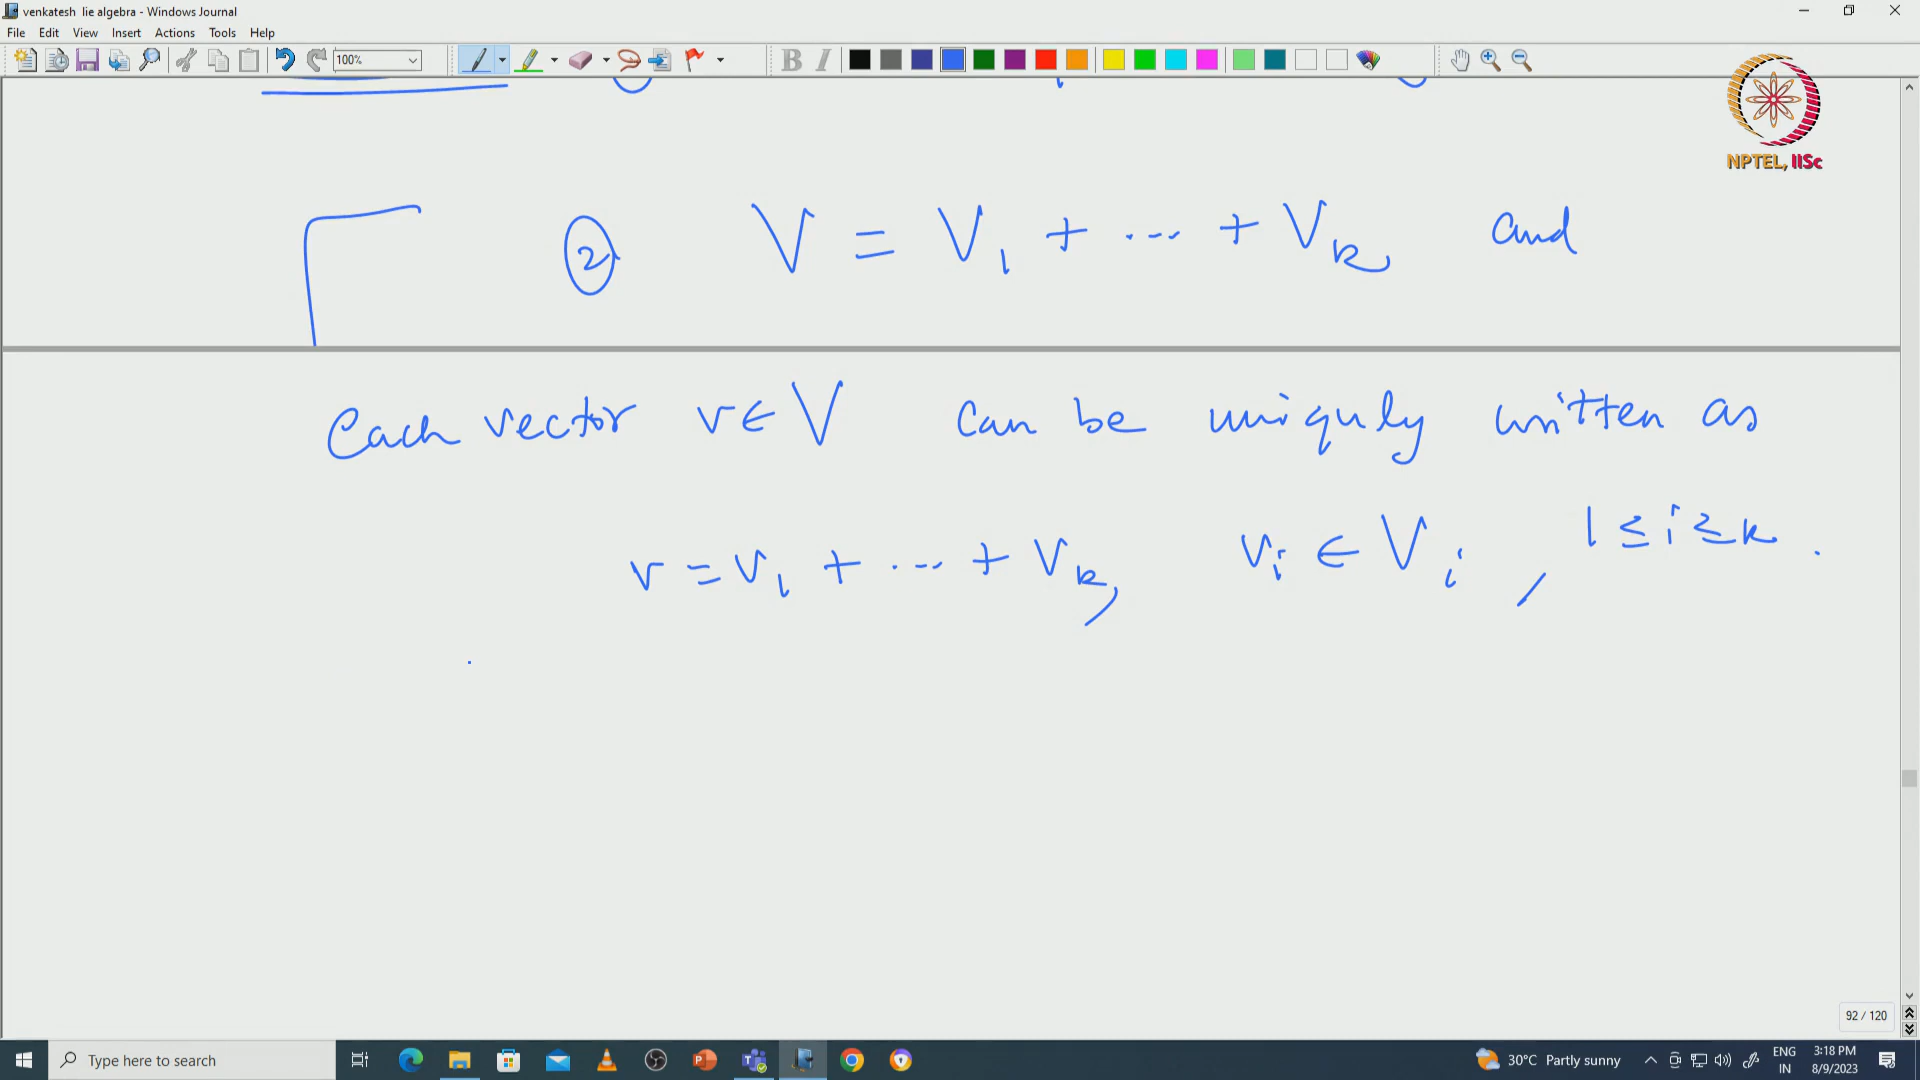 venkatesh lie algebra - Windows Journal
File Edit View Insert Actions Tools Help
100%
B I
NPTEL, IISc
② V = V₁ + ... + Vₖ and
Each vector v ∈ V can be uniquly written as
v = v₁ + ... + vₖ, vᵢ ∈ Vᵢ , 1 ≤ i ≥ k .
92 / 120
Type here to search
30°C Partly sunny
ENG
IN
3:18 PM
8/9/2023